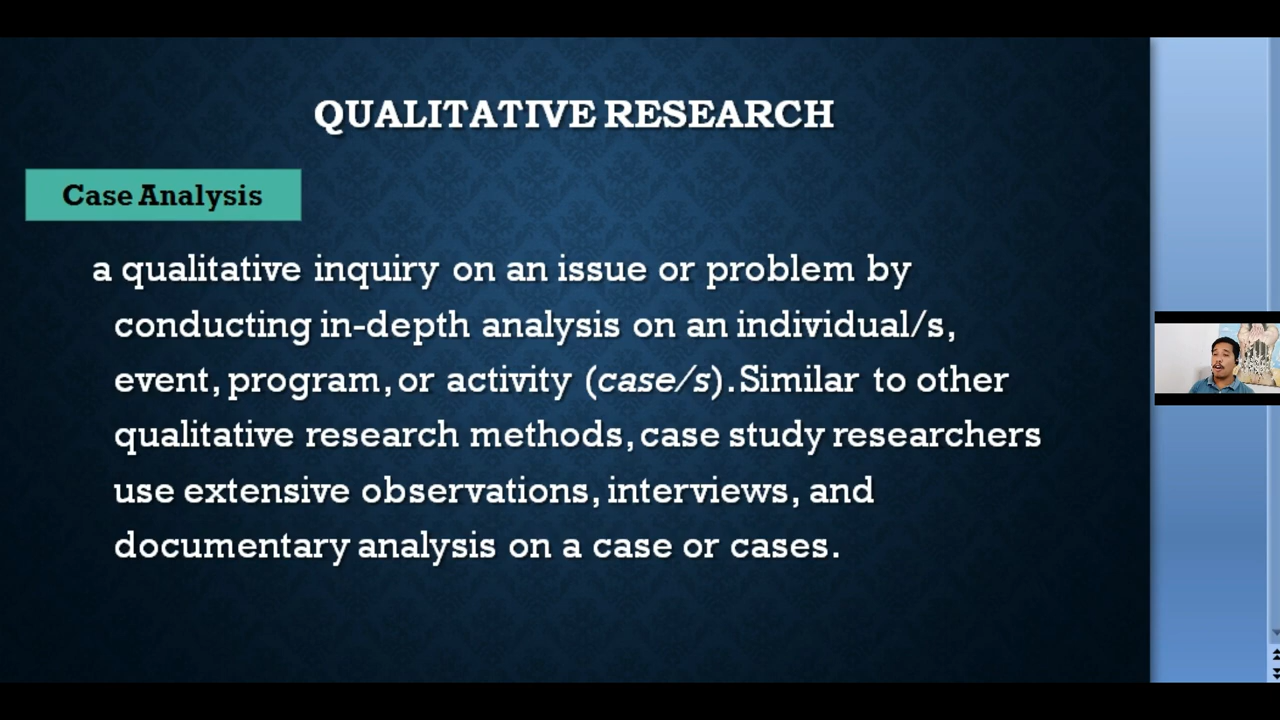 QUALITATIVE RESEARCH
Case Analysis
a qualitative inquiry on an issue or problem by
conducting in-depth analysis on an individual/s,
event, program, or activity (case/s). Similar to other
qualitative research methods, case study researchers
use extensive observations, interviews, and
documentary analysis on a case or cases.